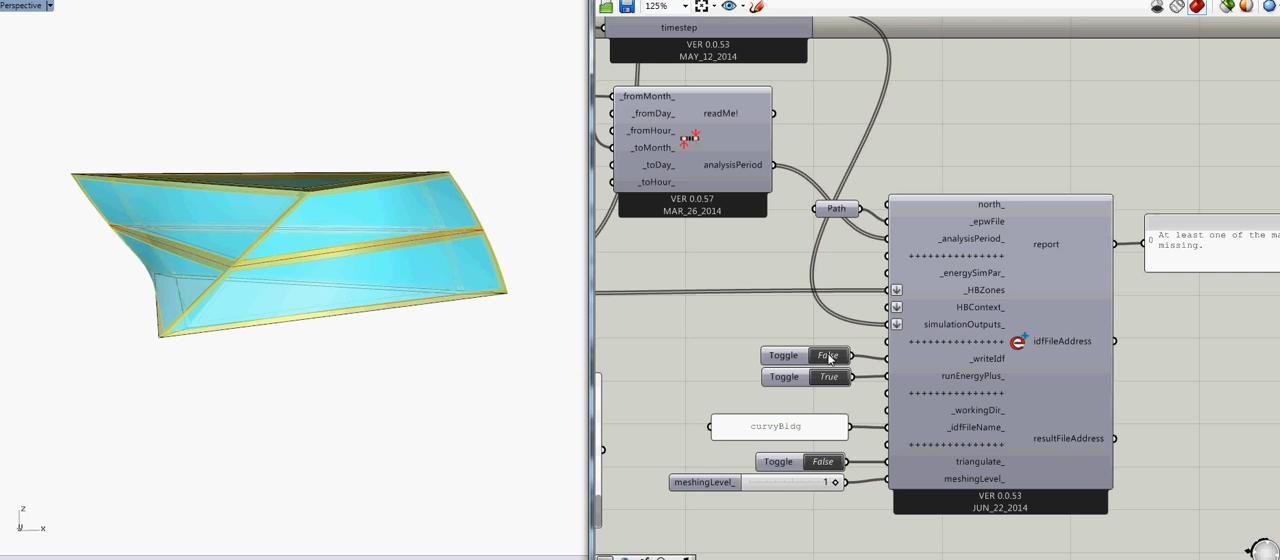 Perspective
125%
timestep
VER 0.0.53
MAY_12_2014
_fromMonth_
_fromDay_
readMe!
_fromHour_
_toMonth_
_toDay_
analysisPeriod
_toHour_
VER 0.0.57
MAR_26_2014
Path
north_
_epwFile
_analysisPeriod_
report
+++++++++++++++
_energySimPar_
_HBZones
HBContext_
simulationOutputs_
+++++++++++++++
idfFileAddress
_writeIdf
runEnergyPlus_
+++++++++++++++
_workingDir_
_idfFileName_
resultFileAddress
+++++++++++++++
triangulate_
meshingLevel_
VER 0.0.53
JUN_22_2014
0 At least one of the ma
missing.
Toggle False
Toggle True
curvyBldg
Toggle False
meshingLevel_ 1
z
y x